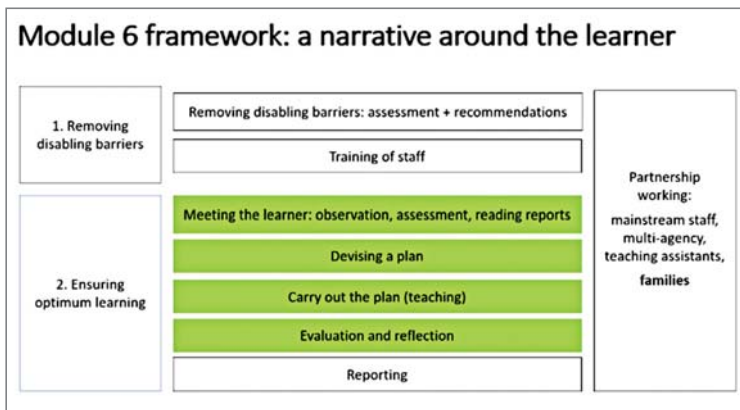 Module 6 framework: a narrative around the learner
1. Removing
disabling barriers
Removing disabling barriers: assessment + recommendations
Training of staff
2. Ensuring
optimum learning
Meeting the learner: observation, assessment, reading reports
Devising a plan
Carry out the plan (teaching)
Evaluation and reflection
Reporting
Partnership
working:
mainstream staff,
multi-agency,
teaching assistants,
families